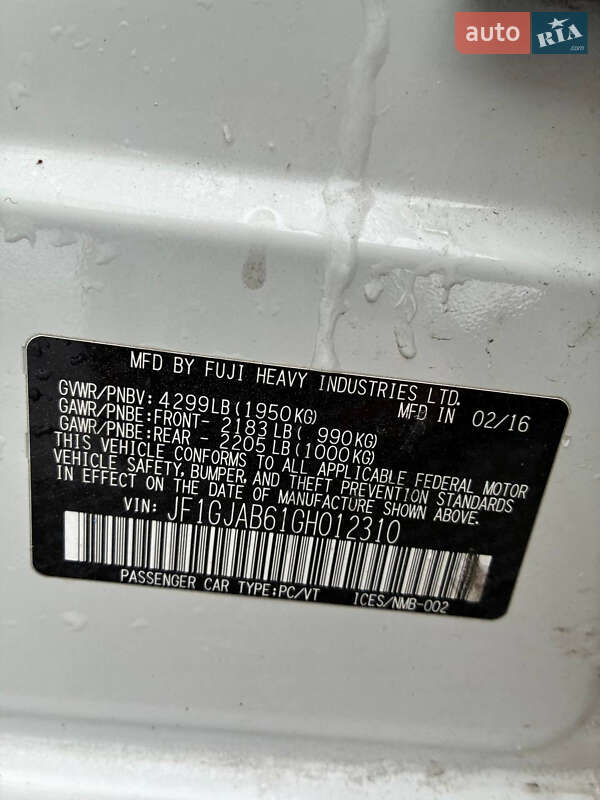 auto RIA .com
MFD BY FUJI HEAVY INDUSTRIES LTD.
GVWR/PNBV: 4299LB(1950KG) MFD IN 02/16
GAWR/PNBE:FRONT- 2183LB( 990KG)
GAWR/PNBE:REAR - 2205LB(1000KG)
THIS VEHICLE CONFORMS TO ALL APPLICABLE FEDERAL MOTOR
VEHICLE SAFETY, BUMPER, AND THEFT PREVENTION STANDARDS
IN EFFECT ON THE DATE OF MANUFACTURE SHOWN ABOVE.
VIN: JF1GJAB61GH012310
PASSENGER CAR TYPE:PC/VT ICES/NMB-002